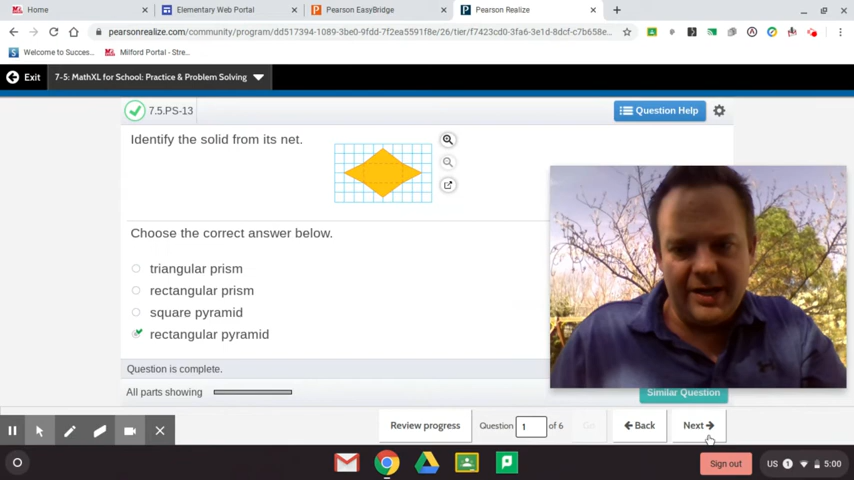 Home
Elementary Web Portal
Pearson EasyBridge
Pearson Realize
pearsonrealize.com/community/program/dd517394-1089-3be0-9fdd-7f2ea5591f8e/26/tier/f7423cd0-3fa6-3e1d-8dcf-c7b658e...
Welcome to Succes...
Milford Portal - Stre...
Exit
7-5: MathXL for School: Practice & Problem Solving
7.5.PS-13
Question Help
Identify the solid from its net.
Choose the correct answer below.
triangular prism
rectangular prism
square pyramid
rectangular pyramid
Question is complete.
All parts showing
Similar Question
Review progress
Question 1 of 6
Go
Back
Next
Sign out
US 1 5:00